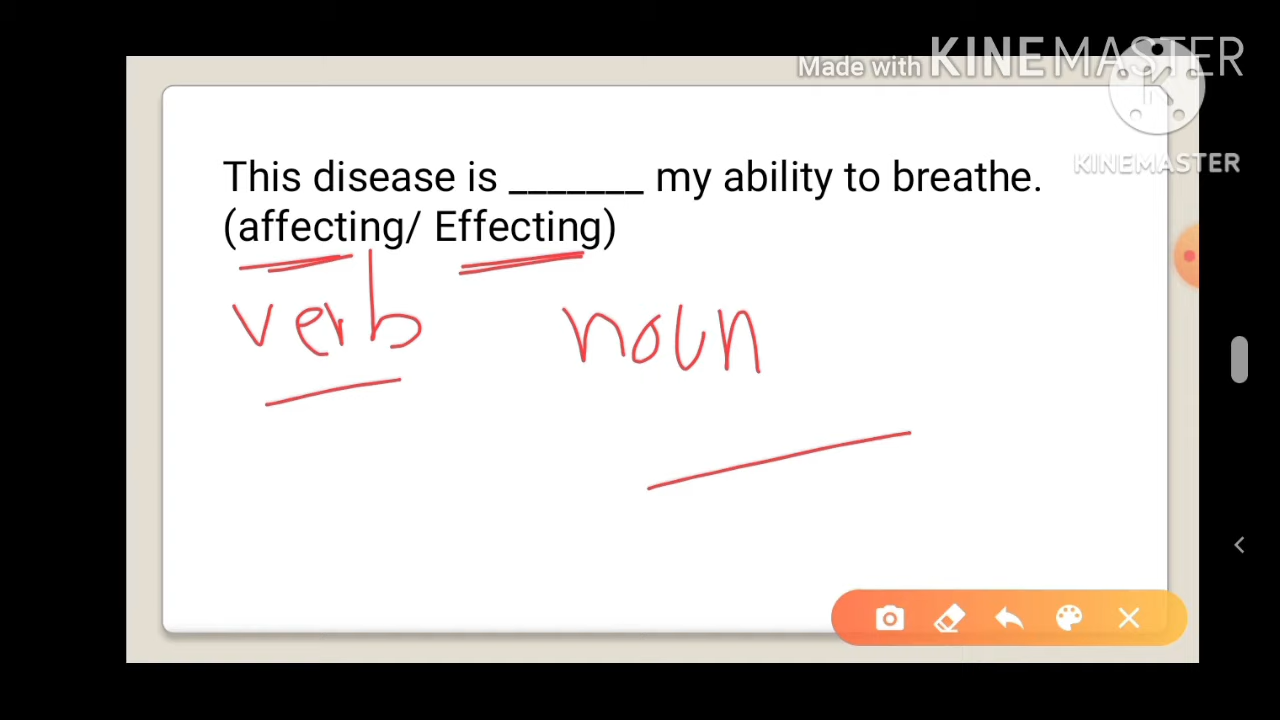 Made with KINEMASTER
KINEMASTER
This disease is _______ my ability to breathe.
(affecting/ Effecting)
verb noun